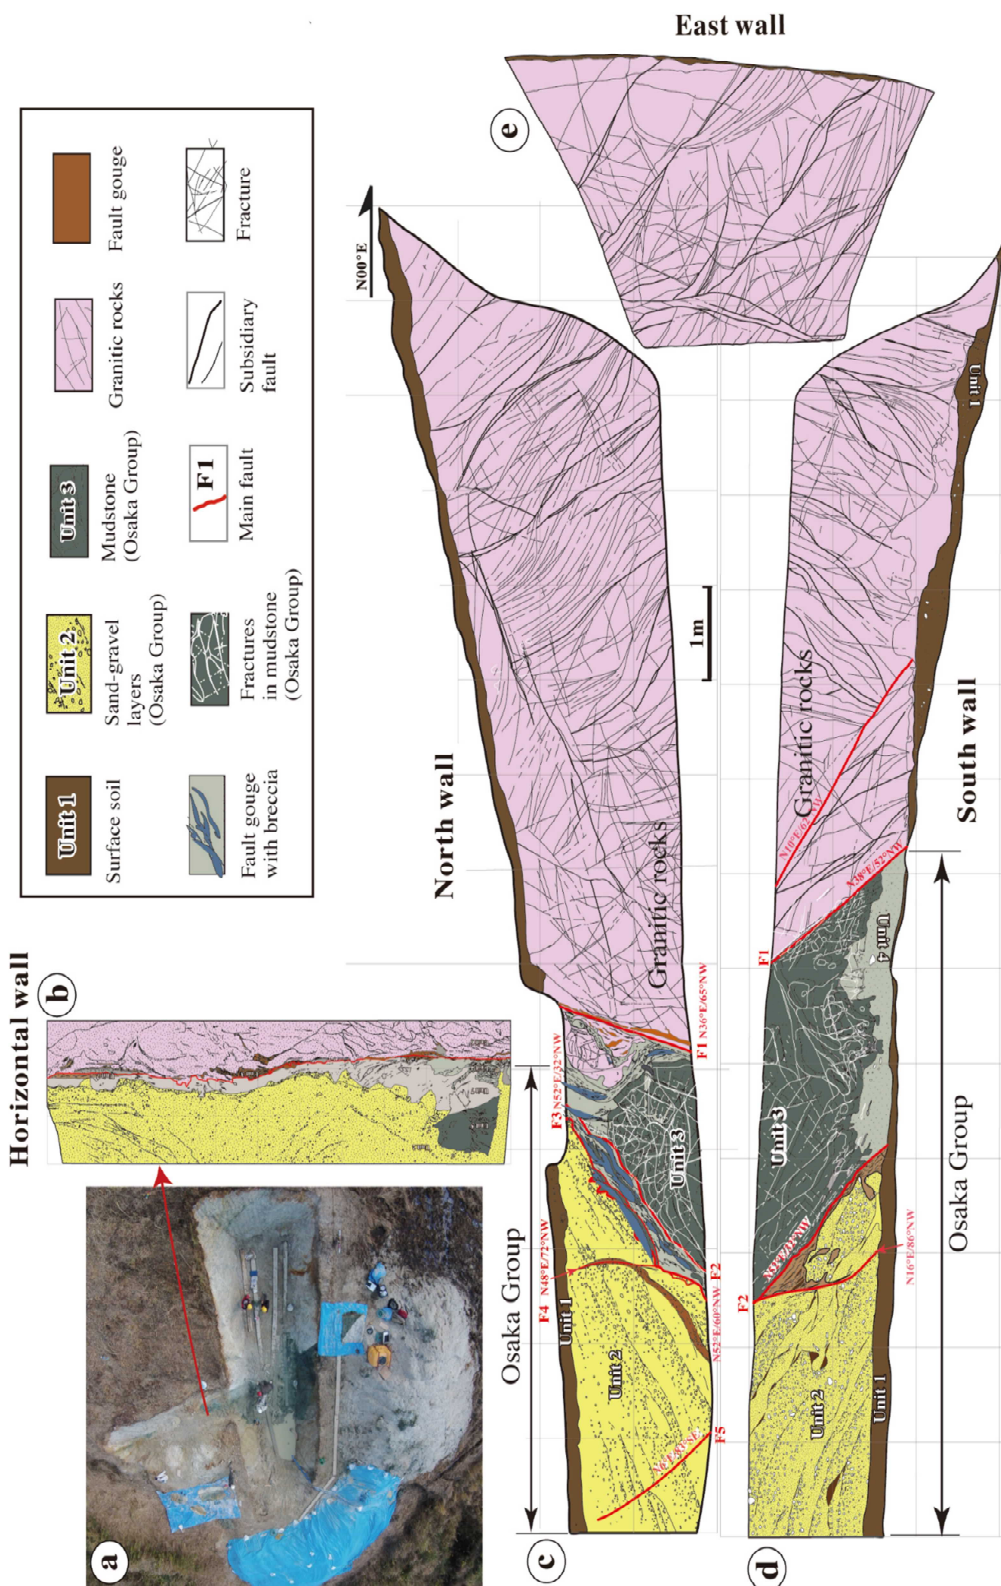 East wall
e
N00°E
Fault gouge
Fracture
Granitic rocks
Subsidiary
fault
Unit 3
Mudstone
(Osaka Group)
F1
Main fault
Unit 2
Sand-gravel
layers
(Osaka Group)
Fractures
in mudstone
(Osaka Group)
Unit 1
Surface soil
Fault gouge
with breccia
North wall
Granitic rocks
1m
F1 N36°E/65°NW
F3 N52°E/32°NW
Unit 3
Osaka Group
F4 N48°E/72°NW
Unit 1
Unit 2
F2
N52°E/60°NW
F5
c
Horizontal wall
b
a
Unit 1
Granitic rocks
N10°E/62°NW
N38°E/52°NW
South wall
F1
Unit 4
Unit 3
F2
N16°E/86°NW
Osaka Group
Unit 2
Unit 1
d